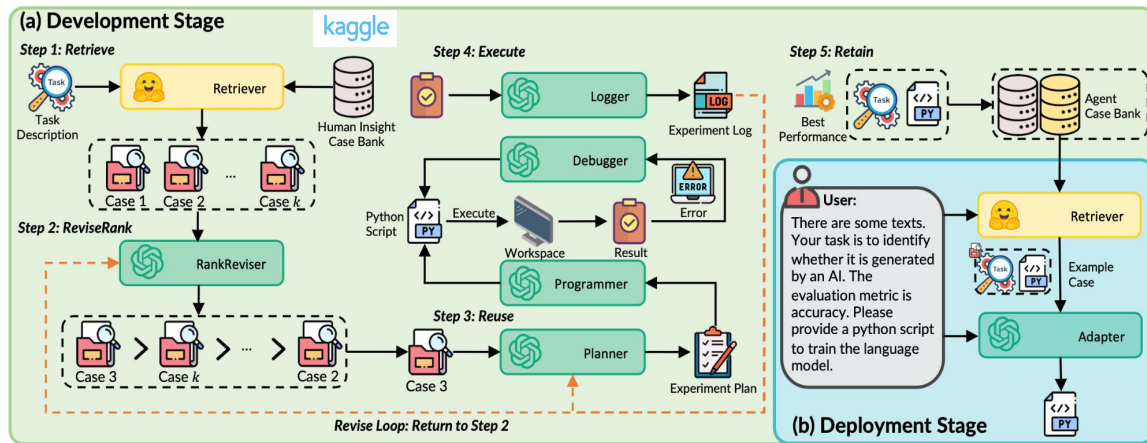 (a) Development Stage
kaggle
Step 1: Retrieve
Task
Task
Description
Retriever
Human Insight
Case Bank
Case 1
Case 2
...
Case k
Step 2: ReviseRank
RankReviser
Case 3
Case k
...
Case 2
Case 3
Step 3: Reuse
Planner
Experiment Plan
Programmer
Step 4: Execute
Logger
LOG
Experiment Log
Debugger
ERROR
Error
Python
Script
</>
PY
Execute
Workspace
Result
Revise Loop: Return to Step 2
Step 5: Retain
Best
Performance
Task
</>
PY
Agent
Case Bank
User:
There are some texts.
Your task is to identify
whether it is generated
by an AI. The
evaluation metric is
accuracy. Please
provide a python script
to train the language
model.
Retriever
Task
</>
PY
Example
Case
Adapter
</>
PY
(b) Deployment Stage